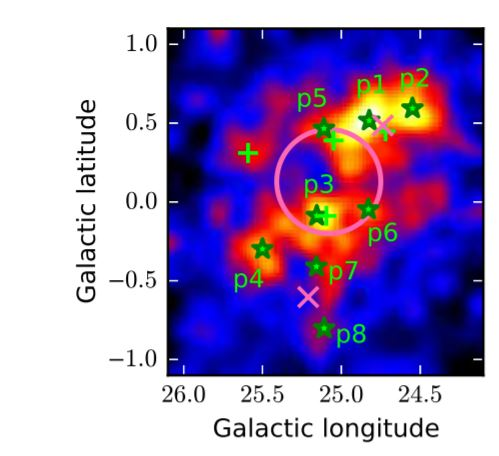 1.0
p1 p2
p5
0.5
p3
0.0
p6
p4
p7
−0.5
p8
−1.0
26.0 25.5 25.0 24.5
Galactic longitude
Galactic latitude